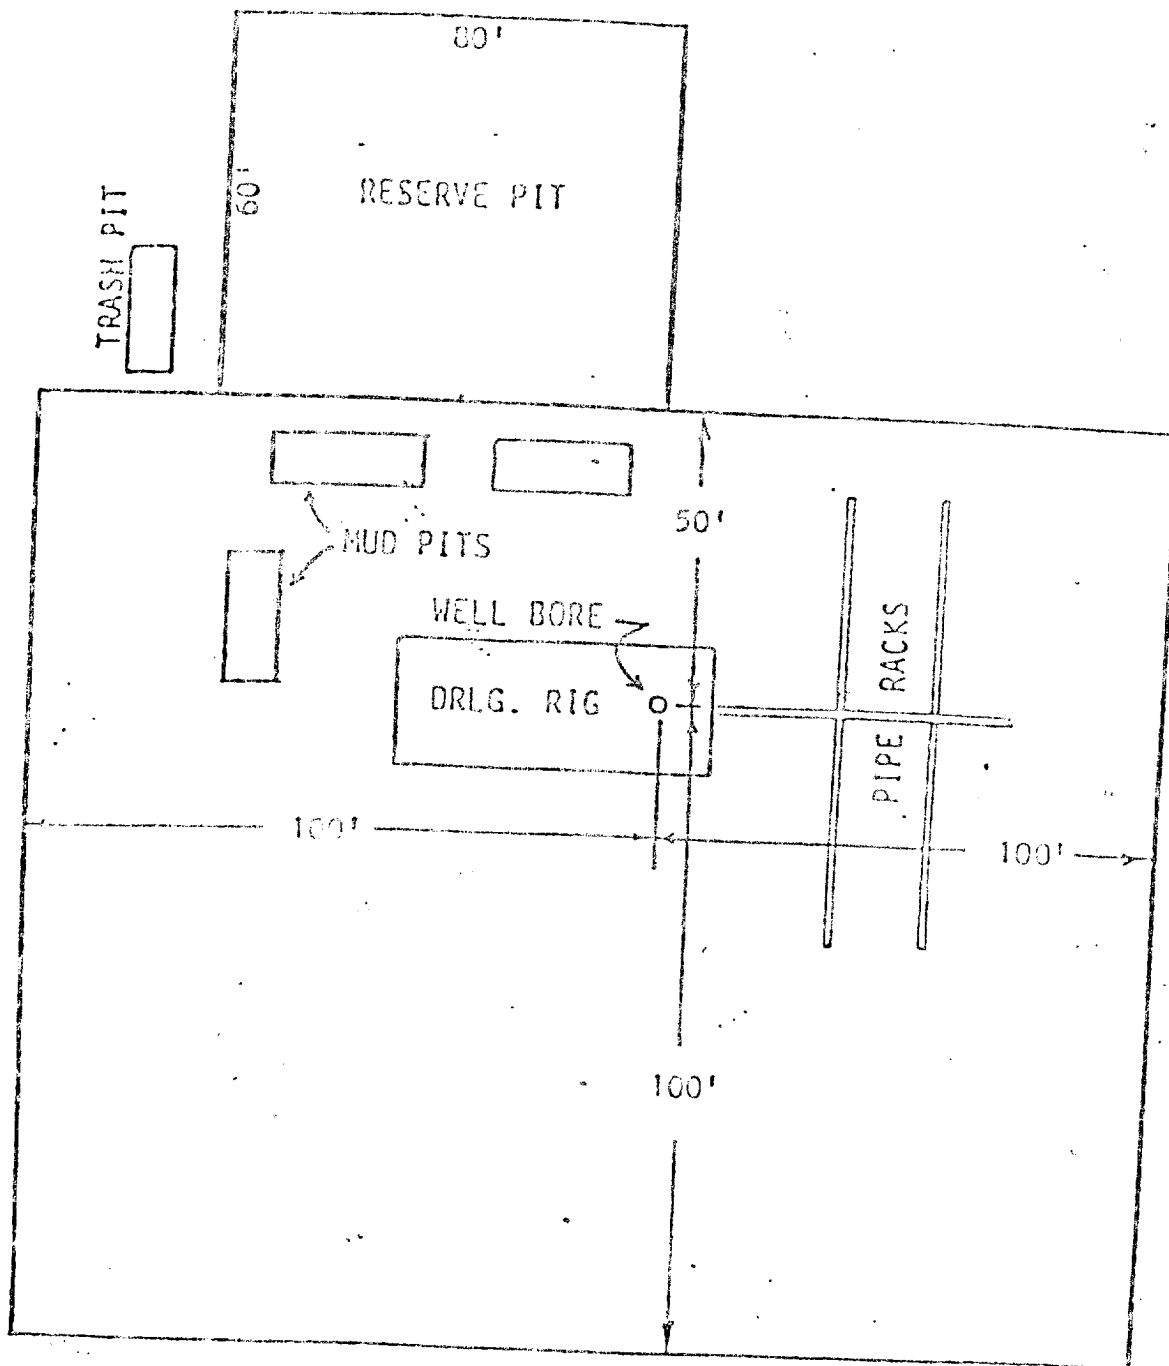 80'
60'
RESERVE PIT
TRASH PIT
50'
MUD PITS
WELL BORE
DRLG. RIG
PIPE RACKS
100'
100'
100'